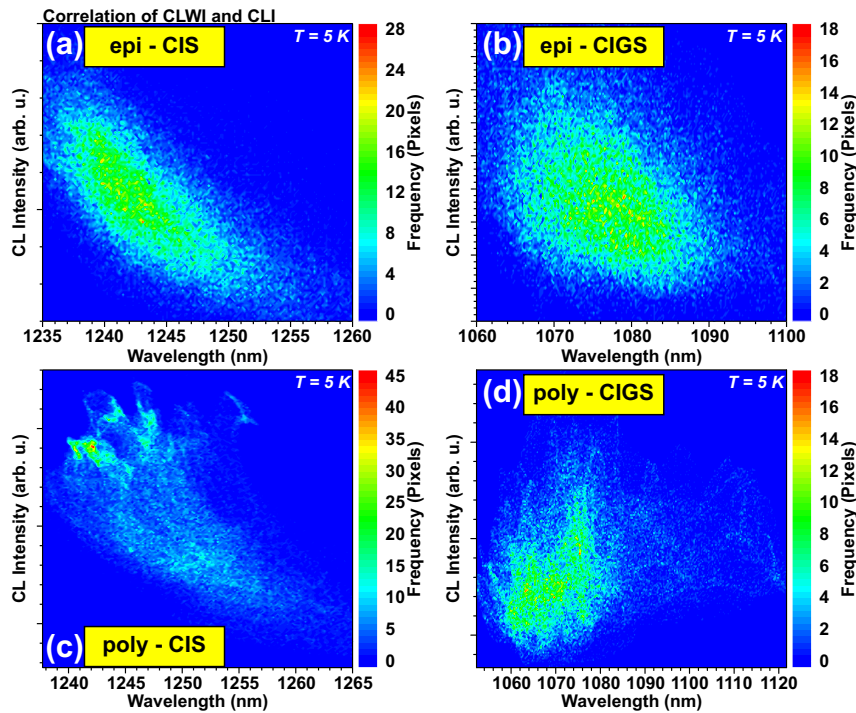 Correlation of CLWI and CLI
(a)
epi - CIS
T = 5 K
CL Intensity (arb. u.)
1235 1240 1245 1250 1255 1260
Wavelength (nm)
28
24
20
16
12
8
4
0
Frequency (Pixels)
(b)
epi - CIGS
T = 5 K
CL Intensity (arb. u.)
1060 1070 1080 1090 1100
Wavelength (nm)
18
16
14
12
10
8
6
4
2
0
Frequency (Pixels)
T = 5 K
CL Intensity (arb. u.)
(c)
poly - CIS
1240 1245 1250 1255 1260 1265
Wavelength (nm)
45
40
35
30
25
20
15
10
5
0
Frequency (Pixels)
(d)
poly - CIGS
T = 5 K
CL Intensity (arb. u.)
1060 1070 1080 1090 1100 1110 1120
Wavelength (nm)
18
16
14
12
10
8
6
4
2
0
Frequency (Pixels)